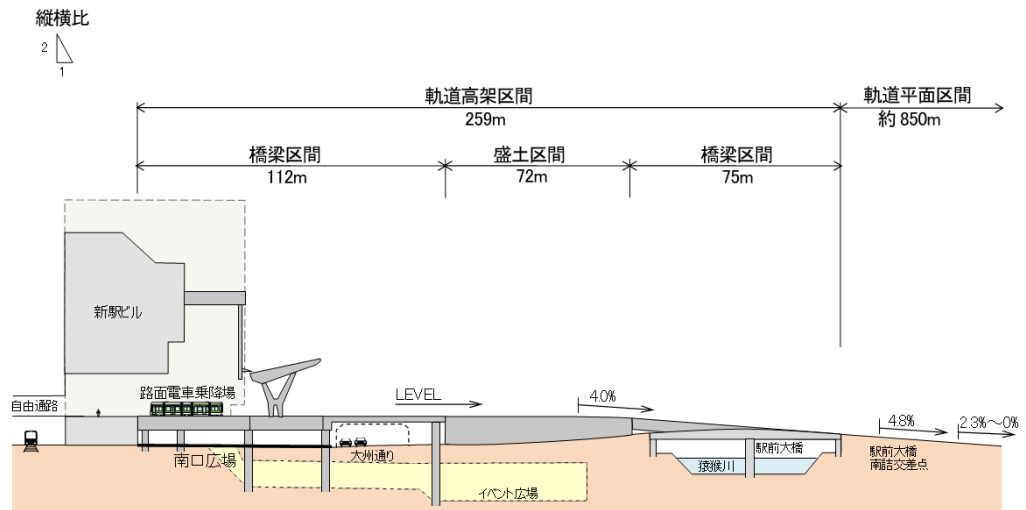 縦横比
2
1
軌道高架区間
259m
軌道平面区間
約 850m
橋梁区間
112m
盛土区間
72m
橋梁区間
75m
新駅ビル
路面電車乗降場
自由通路
LEVEL
4.0%
4.8%
2.3%～0%
南口広場
大州通り
駅前大橋
猿猴川
駅前大橋
南詰交差点
イベント広場